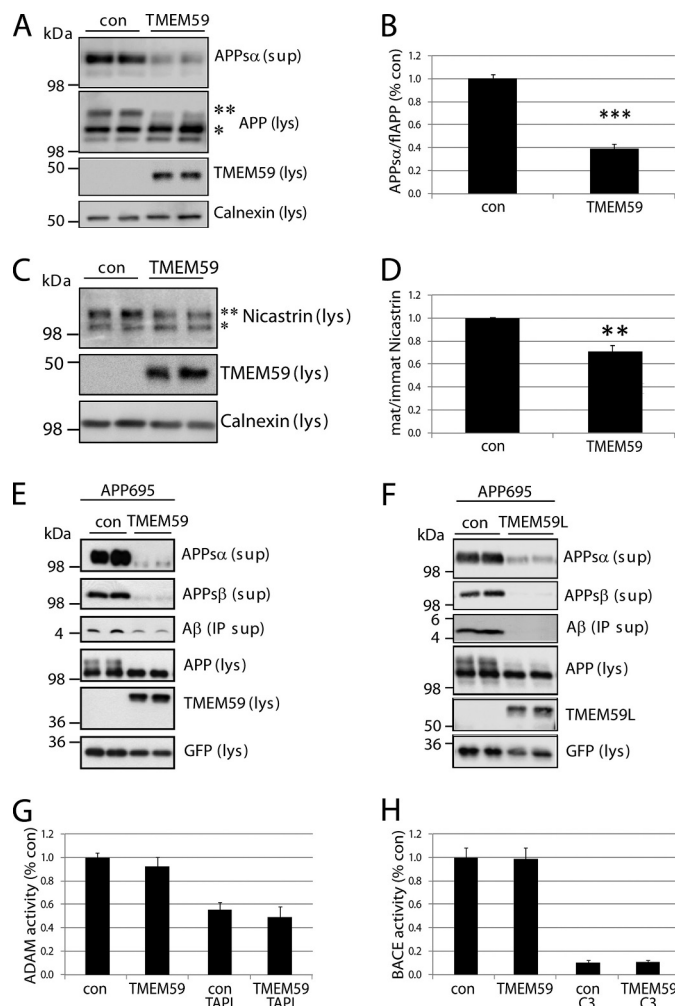 A
kDa
con TMEM59
APPsα (sup)
98
** APP (lys)
*
98
50
TMEM59 (lys)
Calnexin (lys)
50
B
APPsα/flAPP (% con)
1.2
1.0
0.8
0.6
0.4
0.2
0.0
***
con TMEM59
C
kDa
con TMEM59
** Nicastrin (lys)
*
98
50
TMEM59 (lys)
Calnexin (lys)
98
D
mat/immat Nicastrin
1.2
1.0
0.8
0.6
0.4
0.2
0.0
**
con TMEM59
E
APP695
kDa con TMEM59
APPsα (sup)
98
APPsβ (sup)
98
Aβ (IP sup)
4
APP (lys)
98
TMEM59 (lys)
36
36
GFP (lys)
F
APP695
kDa con TMEM59L
APPsα (sup)
98
APPsβ (sup)
98
6
Aβ (IP sup)
4
APP (lys)
98
TMEM59L
50
36
GFP (lys)
G
ADAM activity (% con)
1.2
1.0
0.8
0.6
0.4
0.2
0.0
con TMEM59 con TMEM59
TAPI TAPI
H
BACE activity (% con)
1.2
1.0
0.8
0.6
0.4
0.2
0.0
con TMEM59 con TMEM59
C3 C3